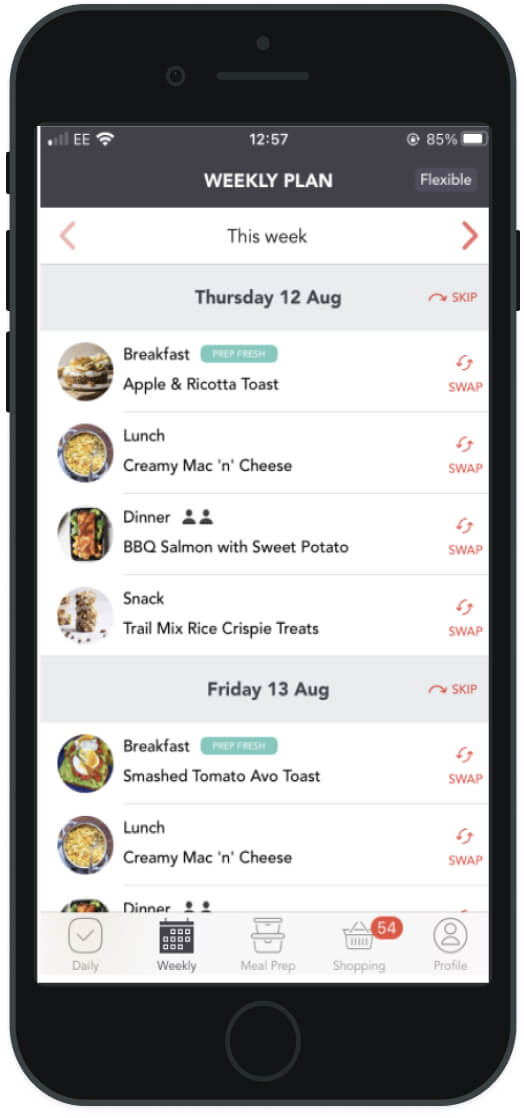 EE 12:57 85%
WEEKLY PLAN Flexible
This week
Thursday 12 Aug SKIP
Breakfast PREP FRESH
Apple & Ricotta Toast SWAP
Lunch
Creamy Mac 'n' Cheese SWAP
Dinner
BBQ Salmon with Sweet Potato SWAP
Snack
Trail Mix Rice Crispie Treats SWAP
Friday 13 Aug SKIP
Breakfast PREP FRESH
Smashed Tomato Avo Toast SWAP
Lunch
Creamy Mac 'n' Cheese SWAP
Dinner
54
Daily Weekly Meal Prep Shopping Profile